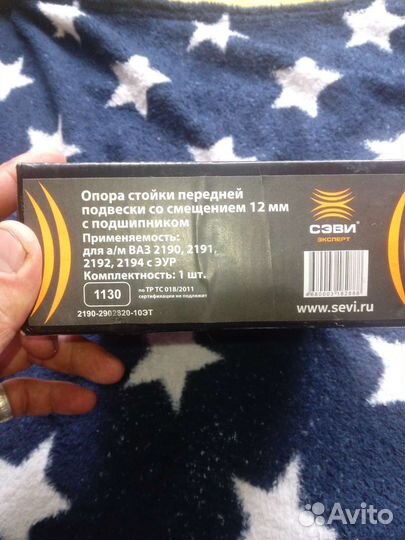 Опора стойки передней
подвески со смещением 12 мм
с подшипником
Применяемость:
для а/м ВАЗ 2190, 2191,
2192, 2194 с ЭУР
Комплектность: 1 шт.
1130
по ТР ТС 018/2011
сертификации не подлежит
2190-2902820-10ЭТ
СЭВИ
ЭКСПЕРТ
4680003182888
www.sevi.ru
Avito